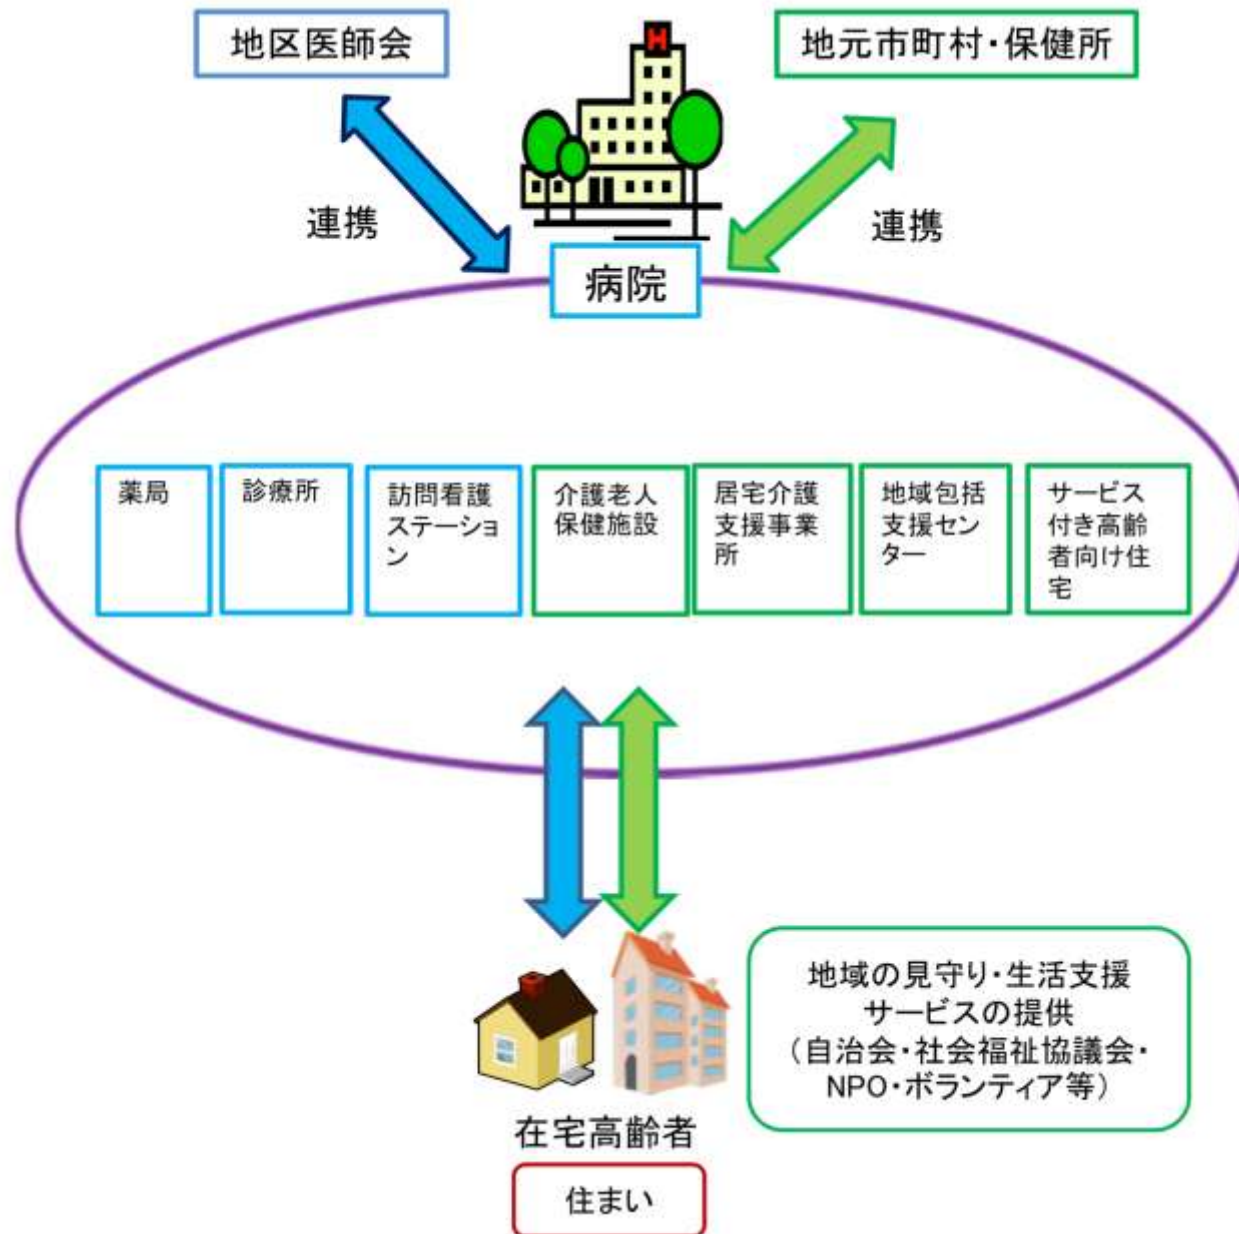 地区医師会
H
地元市町村・保健所
連携
連携
病院
薬局
診療所
訪問看護
ステーショ
ン
介護老人
保健施設
居宅介護
支援事業
所
地域包括
支援セン
ター
サービス
付き高齢
者向け住
宅
地域の見守り・生活支援
サービスの提供
（自治会・社会福祉協議会・
NPO・ボランティア等）
在宅高齢者
住まい